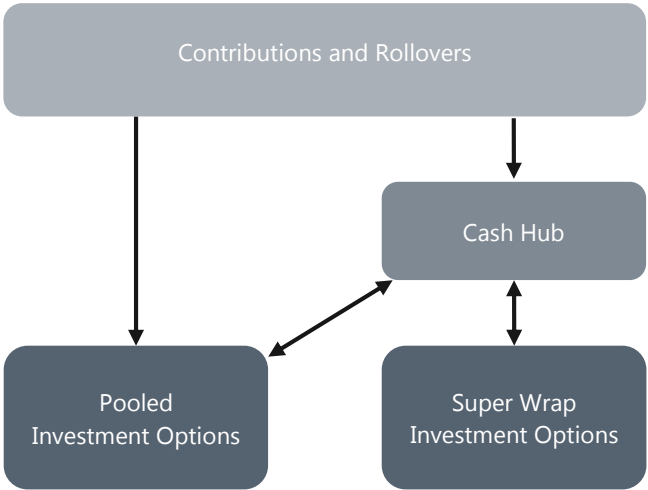 Contributions and Rollovers
Cash Hub
Pooled
Investment Options
Super Wrap
Investment Options